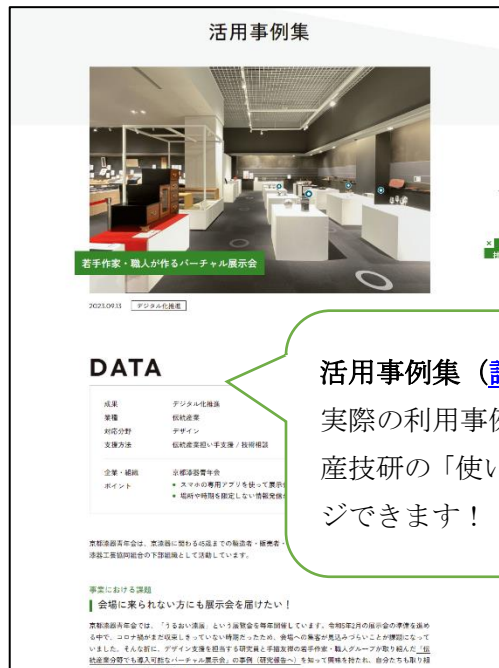 活用事例集
若手作家・職人が作るバーチャル展示会
2023.09.13 デジタル化推進
DATA
成果 デジタル化推進
業種 伝統産業
対応分野 デザイン
支援方法 伝統産業担い手支援 / 技術相談
企業・組織 京都漆器青年会
ポイント
スマホの専用アプリを使って展示
場所や時間を限定しない情報発信
活用事例集（
実際の利用事
産技研の「使い
ジできます！
京都漆器青年会は、京漆器に関わる45歳までの製造者・販売者・
漆器工芸協同組合の下部組織として活動しています。
事業における課題
会場に来られない方にも展示会を届けたい！
京都漆器青年会では、「うるおい漆展」という展覧会を毎年開催しています。令和5年2月の展示会の準備を進め
る中で、コロナ禍がまだ収束しきっていない時期だったため、会場への集客が見込みづらいことが課題になって
いました。そんな折に、デザイン支援を担当する研究員と手描友禅の若手作家・職人グループが取り組んだ「伝
統産業分野でも導入可能なバーチャル展示会」の事例（研究報告へ）を知って興味を持たれ、自分たちも取り組